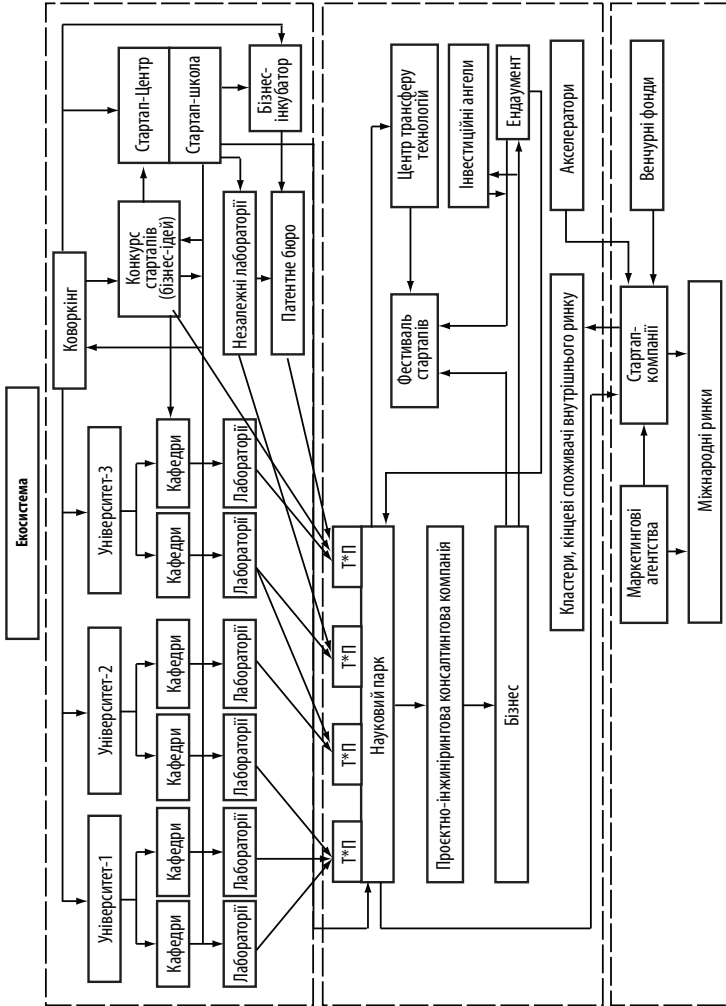 Екосистема
Університет-1
Університет-2
Університет-3
Коворкінг
Кафедри
Кафедри
Кафедри
Кафедри
Кафедри
Кафедри
Конкурс
стартапів
(бізнес-ідей)
Стартап-Центр
Стартап-школа
Лабораторії
Лабораторії
Лабораторії
Лабораторії
Лабораторії
Лабораторії
Незалежні лабораторії
Бізнес-
інкубатор
Патентне бюро
Т*П
Т*П
Т*П
Т*П
Науковий парк
Центр трансферу
технологій
Проєктно-інжинірингова консалтингова компанія
Фестиваль
стартапів
Інвестиційні ангели
Бізнес
Ендаумент
Кластери, кінцеві споживачі внутрішнього ринку
Акселератори
Маркетингові
агентства
Стартап-
компанії
Венчурні фонди
Міжнародні ринки